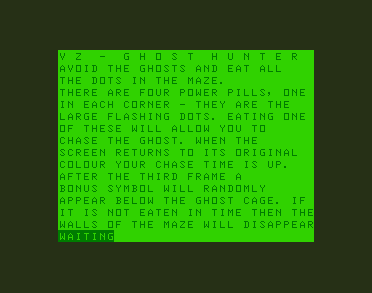 VZ - GHOST HUNTER
AVOID THE GHOSTS AND EAT ALL
THE DOTS IN THE MAZE.
THERE ARE FOUR POWER PILLS, ONE
IN EACH CORNER - THEY ARE THE
LARGE FLASHING DOTS. EATING ONE
OF THESE WILL ALLOW YOU TO
CHASE THE GHOST. WHEN THE
SCREEN RETURNS TO ITS ORIGINAL
COLOUR YOUR CHASE TIME IS UP.
AFTER THE THIRD FRAME A
BONUS SYMBOL WILL RANDOMLY
APPEAR BELOW THE GHOST CAGE. IF
IT IS NOT EATEN IN TIME THEN THE
WALLS OF THE MAZE WILL DISAPPEAR
WAITING